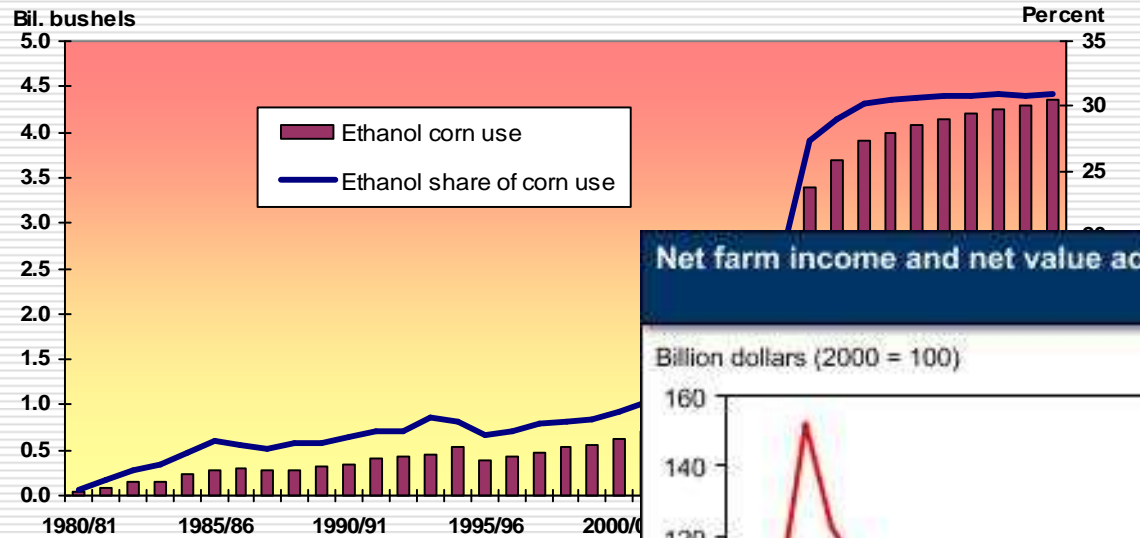 Bil. bushels
Percent
5.0
4.5
4.0
3.5
3.0
2.5
2.0
1.5
1.0
0.5
0.0
35
30
25
Ethanol corn use
Ethanol share of corn use
1980/81 1985/86 1990/91 1995/96
Net farm income and net value
Billion dollars (2000 = 100)
160
140